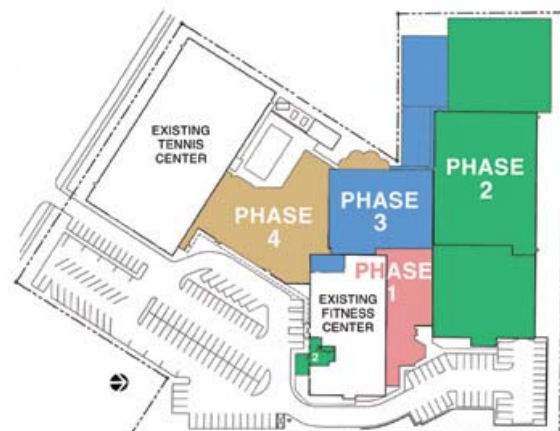 EXISTING
TENNIS
CENTER
PHASE
2
PHASE
3
PHASE
4
PHASE
1
EXISTING
FITNESS
CENTER
2